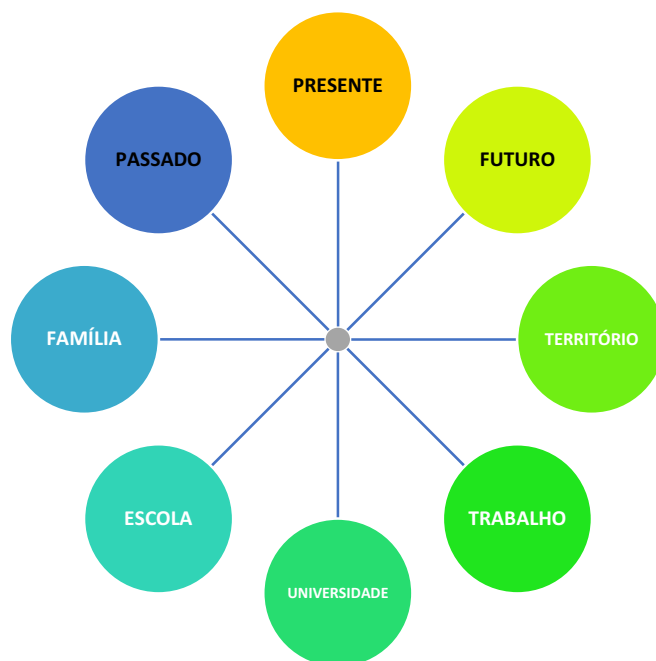 PRESENTE
PASSADO
FUTURO
FAMÍLIA
TERRITÓRIO
ESCOLA
TRABALHO
UNIVERSIDADE